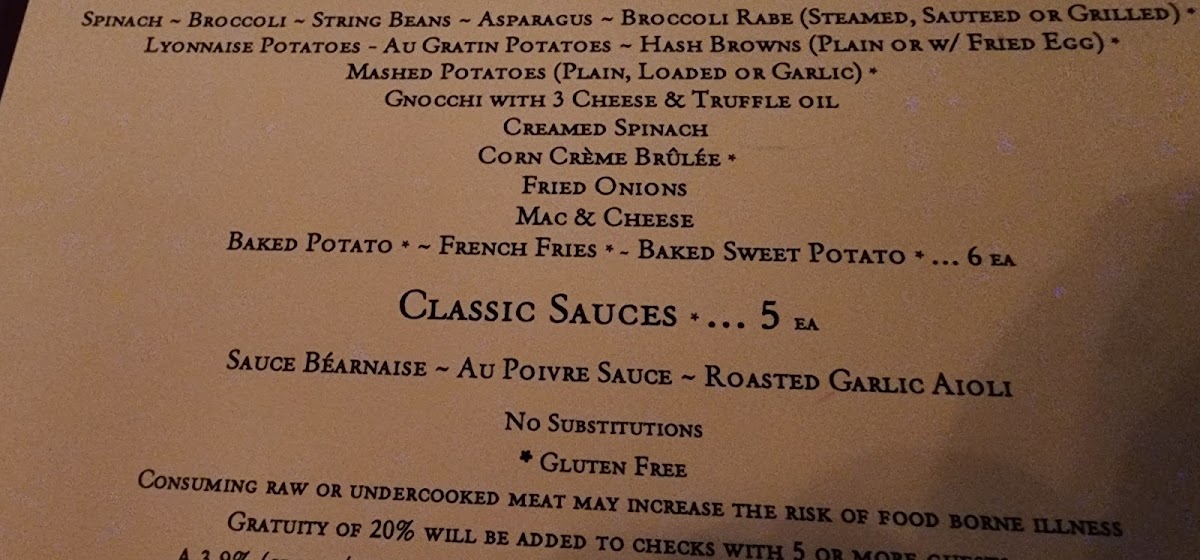 Spinach ~ Broccoli ~ String Beans ~ Asparagus ~ Broccoli Rabe (Steamed, Sauteed or Grilled) *
Lyonnaise Potatoes - Au Gratin Potatoes ~ Hash Browns (Plain or w/ Fried Egg) *
Mashed Potatoes (Plain, Loaded or Garlic) *
Gnocchi with 3 Cheese & Truffle oil
Creamed Spinach
Corn Crème Brûlée *
Fried Onions
Mac & Cheese
Baked Potato * ~ French Fries * - Baked Sweet Potato * ... 6 ea
Classic Sauces * ... 5 ea
Sauce Béarnaise ~ Au Poivre Sauce ~ Roasted Garlic Aioli
No Substitutions
* Gluten Free
Consuming raw or undercooked meat may increase the risk of food borne illness
Gratuity of 20% will be added to checks with 5 or more guests
A 3.9%